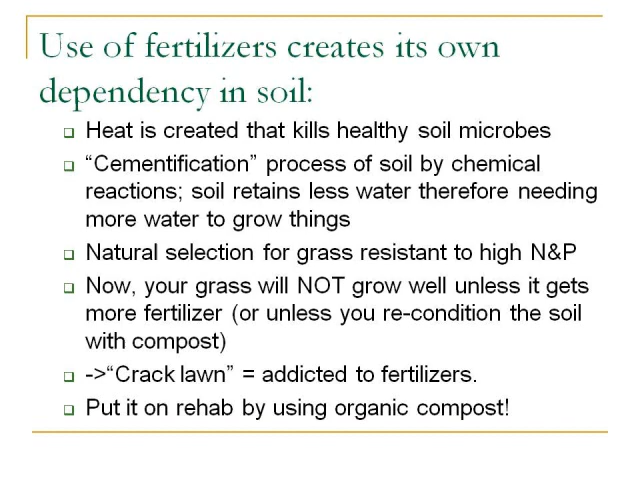 Use of fertilizers creates its own
dependency in soil:
Heat is created that kills healthy soil microbes
“Cementification” process of soil by chemical
reactions; soil retains less water therefore needing
more water to grow things
Natural selection for grass resistant to high N&P
Now, your grass will NOT grow well unless it gets
more fertilizer (or unless you re-condition the soil
with compost)
->“Crack lawn” = addicted to fertilizers.
Put it on rehab by using organic compost!